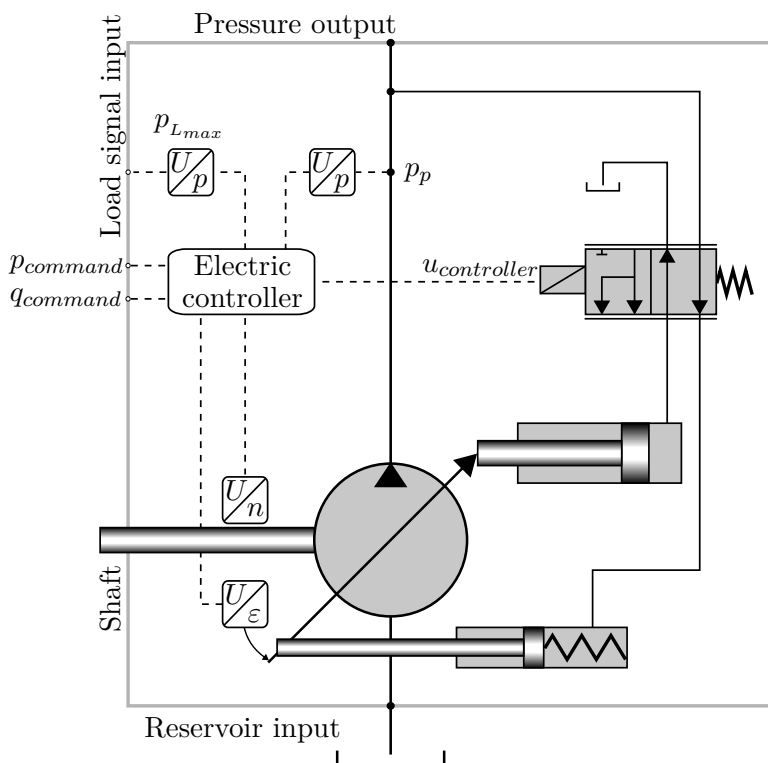 Pressure output
Load signal input
p_{L_{max}}
U/p
U/p
p_p
p_{command}
q_{command}
Electric
controller
u_{controller}
U/n
Shaft
U/ε
Reservoir input